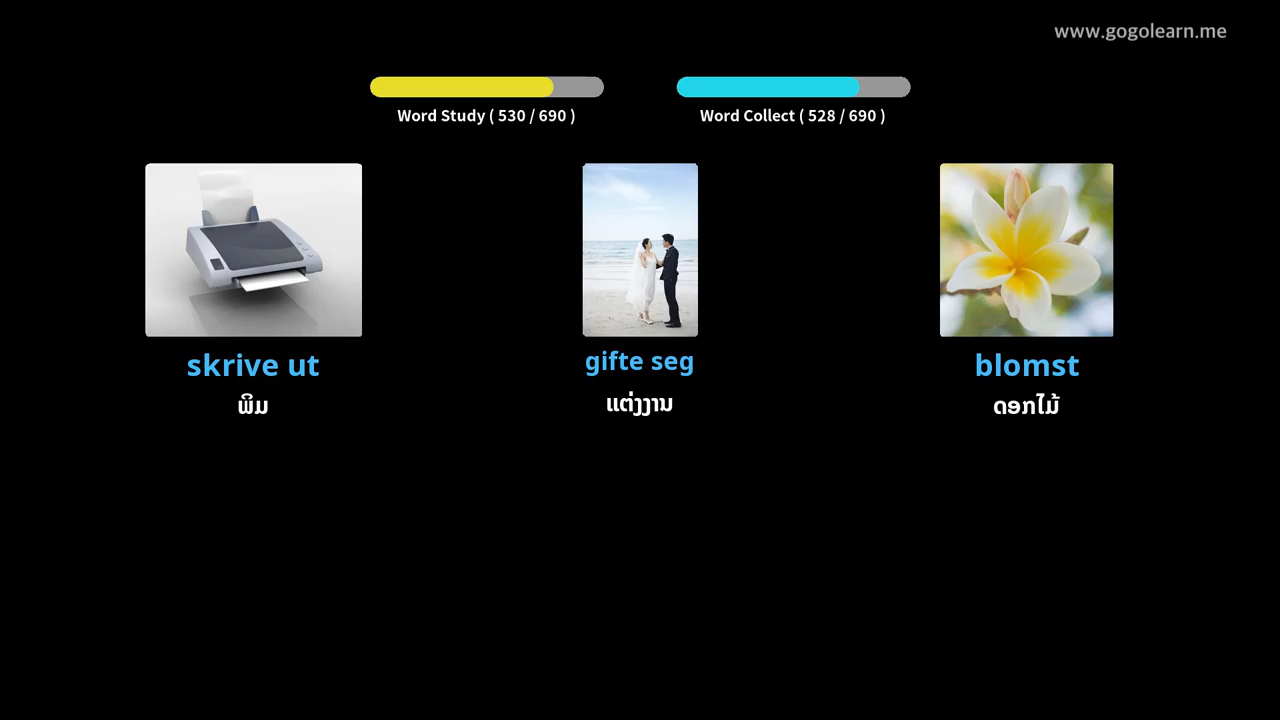 www.gogolearn.me
Word Study ( 530 / 690 )
Word Collect ( 528 / 690 )
skrive ut
gifte seg
blomst
ພິມ
ແຕ່ງງານ
ດອກໄມ້